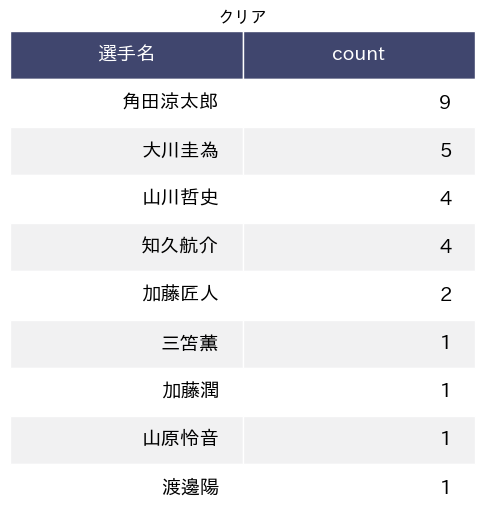 クリア
選手名 count
角田涼太郎 9
大川圭為 5
山川哲史 4
知久航介 4
加藤匠人 2
三笘薫 1
加藤潤 1
山原怜音 1
渡邊陽 1